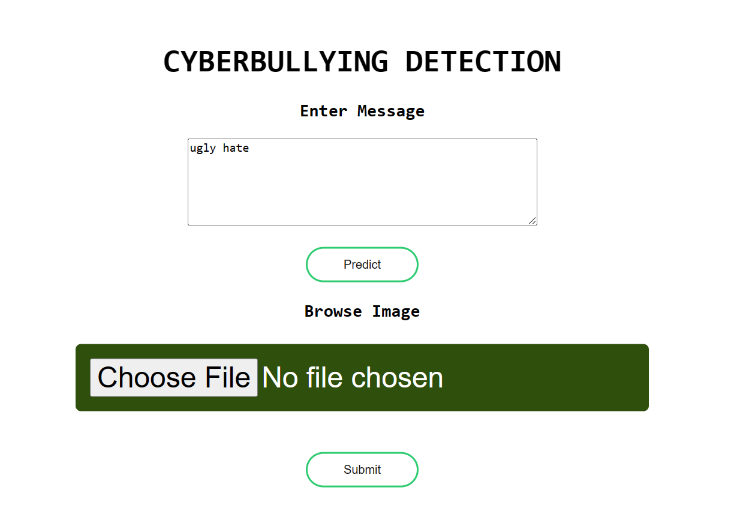 CYBERBULLYING DETECTION
Enter Message
ugly hate
Predict
Browse Image
Choose File No file chosen
Submit